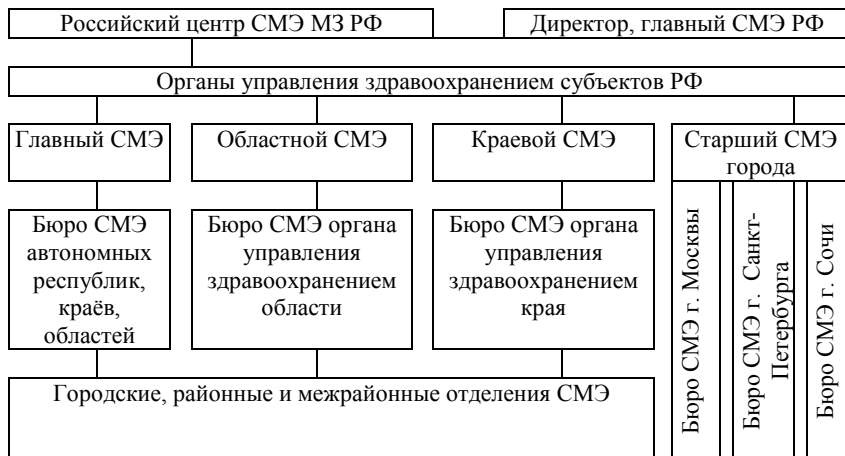 Российский центр СМЭ МЗ РФ
Директор, главный СМЭ РФ
Органы управления здравоохранением субъектов РФ
Главный СМЭ
Областной СМЭ
Краевой СМЭ
Старший СМЭ
города
Бюро СМЭ
автономных
республик,
краёв,
областей
Бюро СМЭ органа
управления
здравоохранением
области
Бюро СМЭ органа
управления
здравоохранением
края
Бюро СМЭ г. Москвы
Бюро СМЭ г. Санкт-
Петербурга
Бюро СМЭ г. Сочи
Городские, районные и межрайонные отделения СМЭ